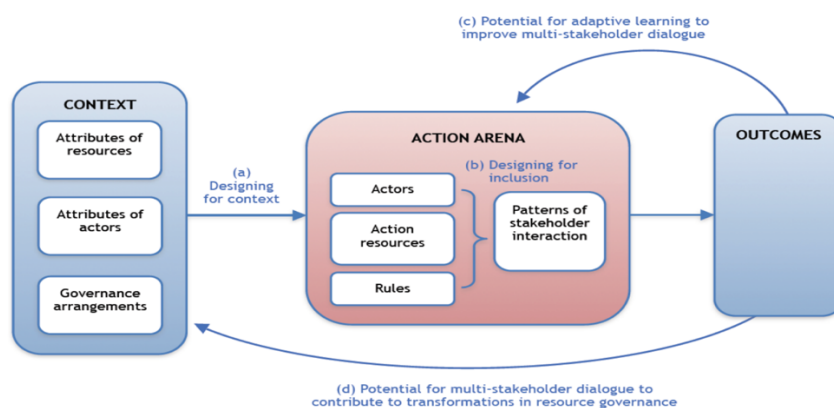 (c) Potential for adaptive learning to
improve multi-stakeholder dialogue
CONTEXT
Attributes of
resources
Attributes of
actors
Governance
arrangements
(a)
Designing
for context
ACTION ARENA
(b) Designing for
inclusion
Actors
Action
resources
Rules
Patterns of
stakeholder
interaction
OUTCOMES
(d) Potential for multi-stakeholder dialogue to
contribute to transformations in resource governance